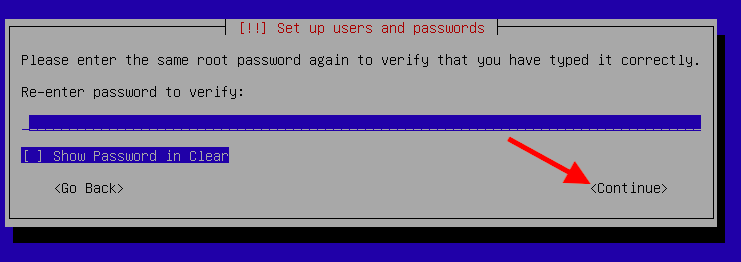 [!!] Set up users and passwords
Please enter the same root password again to verify that you have typed it correctly.
Re-enter password to verify:
[ ] Show Password in Clear
<Go Back> <Continue>